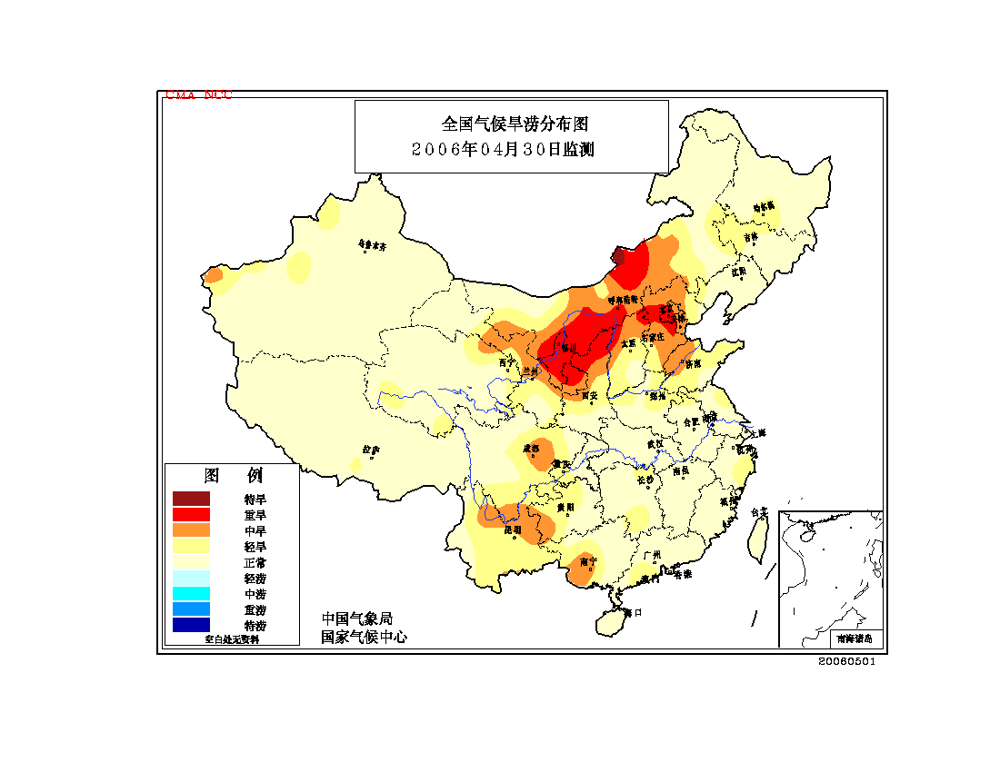 CMA NCC
全国气候旱涝分布图
2006年04月30日监测
哈尔滨
吉林
乌鲁木齐
沈阳
呼和浩特
北京
天津
银川
太原
石家庄
西宁
兰州
济南
西安
郑州
合肥
南京
上海
拉萨
成都
武汉
杭州
重庆
长沙
南昌
贵阳
福州
台北
昆明
南宁
广州
澳门
香港
海口
图 例
特旱
重旱
中旱
轻旱
正常
轻涝
中涝
重涝
特涝
空白处无资料
中国气象局
国家气候中心
南海诸岛
20060501